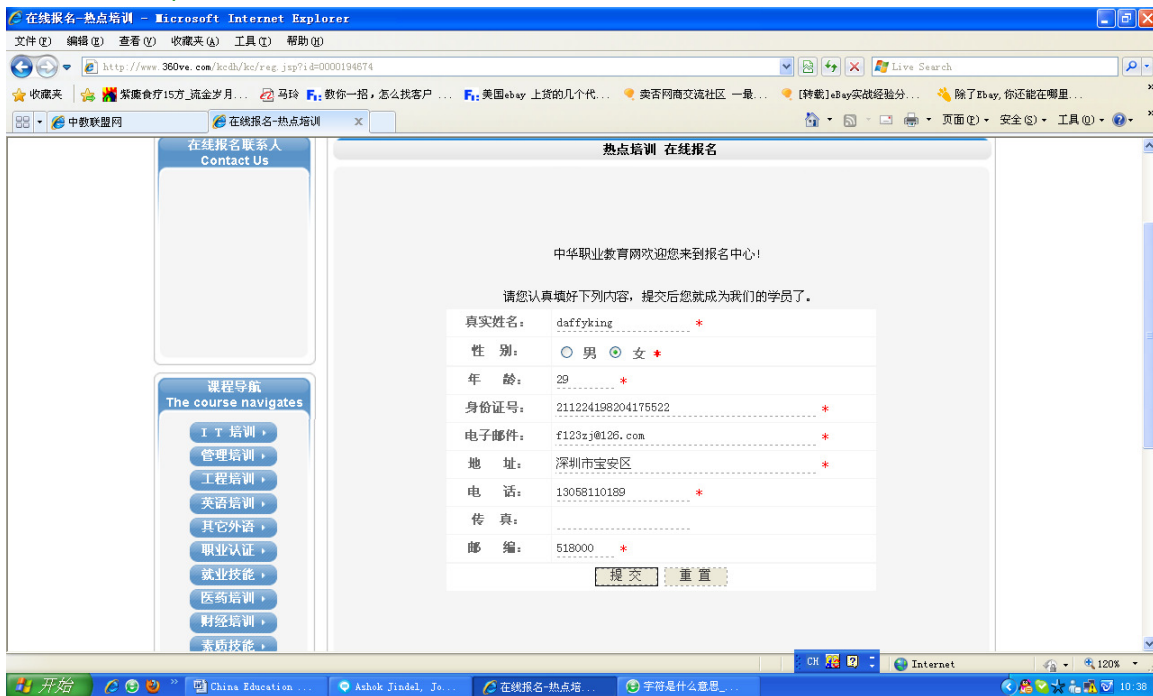 在线报名-热点培训 - Microsoft Internet Explorer
文件(F) 编辑(E) 查看(V) 收藏夹(A) 工具(T) 帮助(H)
http://www.360ve.com/kcdh/kc/reg.jsp?id=0000194674 Live Search
收藏夹 紫魔食疗15方_流金岁月... 马玲 教你一招,怎么找客户 ... 美国ebay 上货的几个代... 卖否网商交流社区 一最... [转载]eBay实战经验分... 除了Ebay,你还能在哪里...
中教联盟网 在线报名-热点培训 x 页面(P) 安全(S) 工具(O)
在线报名联系人
Contact Us
热点培训 在线报名
中华职业教育网欢迎您来到报名中心!
请您认真填好下列内容, 提交后您就成为我们的学员了.
真实姓名: daffyking *
性 别: 男 女 *
年 龄: 29 *
身份证号: 211224198204175522 *
电子邮件: f123zj@126.com *
地 址: 深圳市宝安区 *
电 话: 13058110189 *
传 真:
邮 编: 518000 *
提 交 重 置
课程导航
The course navigates
I T 培训
管理培训
工程培训
英语培训
其它外语
职业认证
就业技能
医药培训
财经培训
素质技能
CH
Internet 120%
开始 China Education ... Ashok Jindel, Jo... 在线报名-热点培... 字符是什么意思_... 10:38